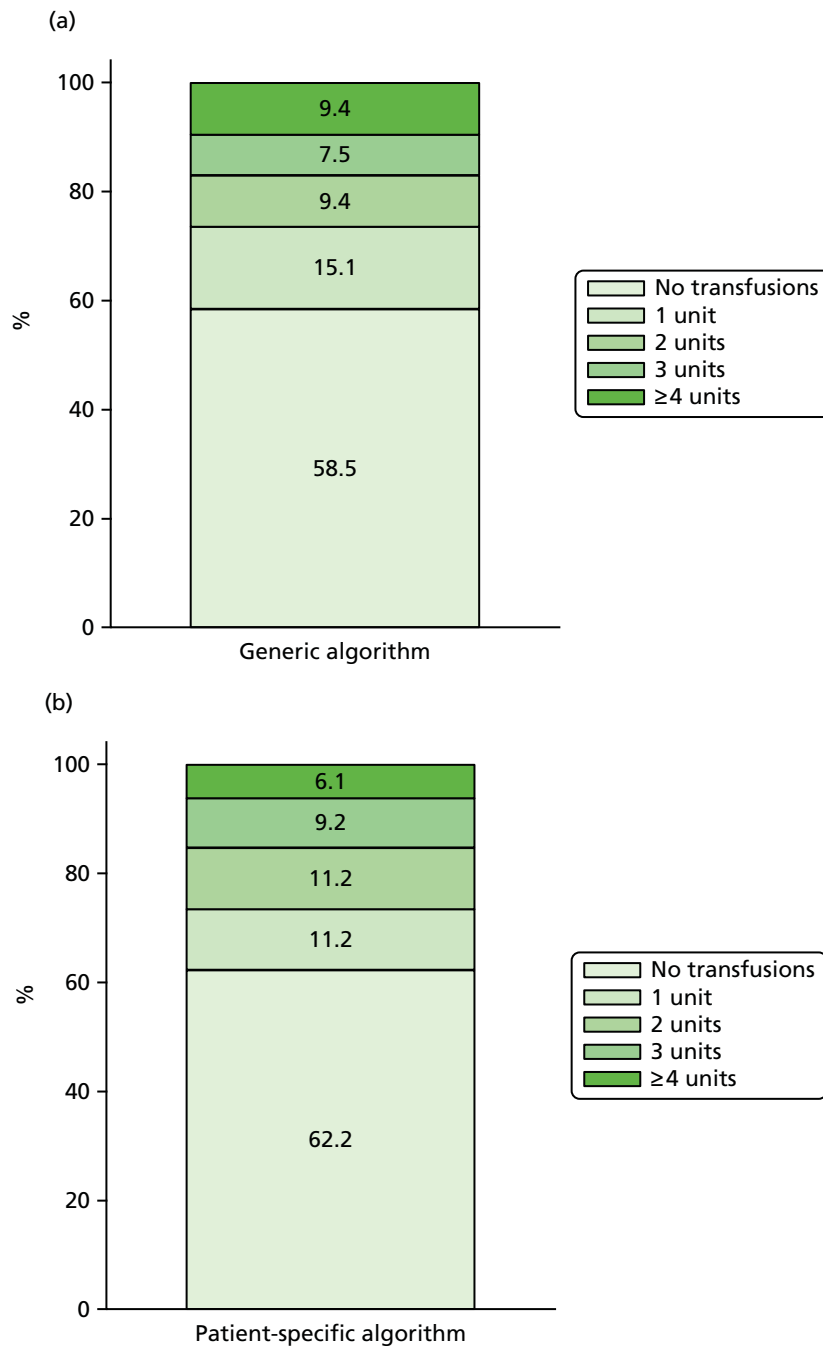 (a)
100
80
60
40
20
0
%
9.4
7.5
9.4
15.1
58.5
Generic algorithm
No transfusions
1 unit
2 units
3 units
≥4 units
(b)
100
80
60
40
20
0
%
6.1
9.2
11.2
11.2
62.2
Patient-specific algorithm
No transfusions
1 unit
2 units
3 units
≥4 units